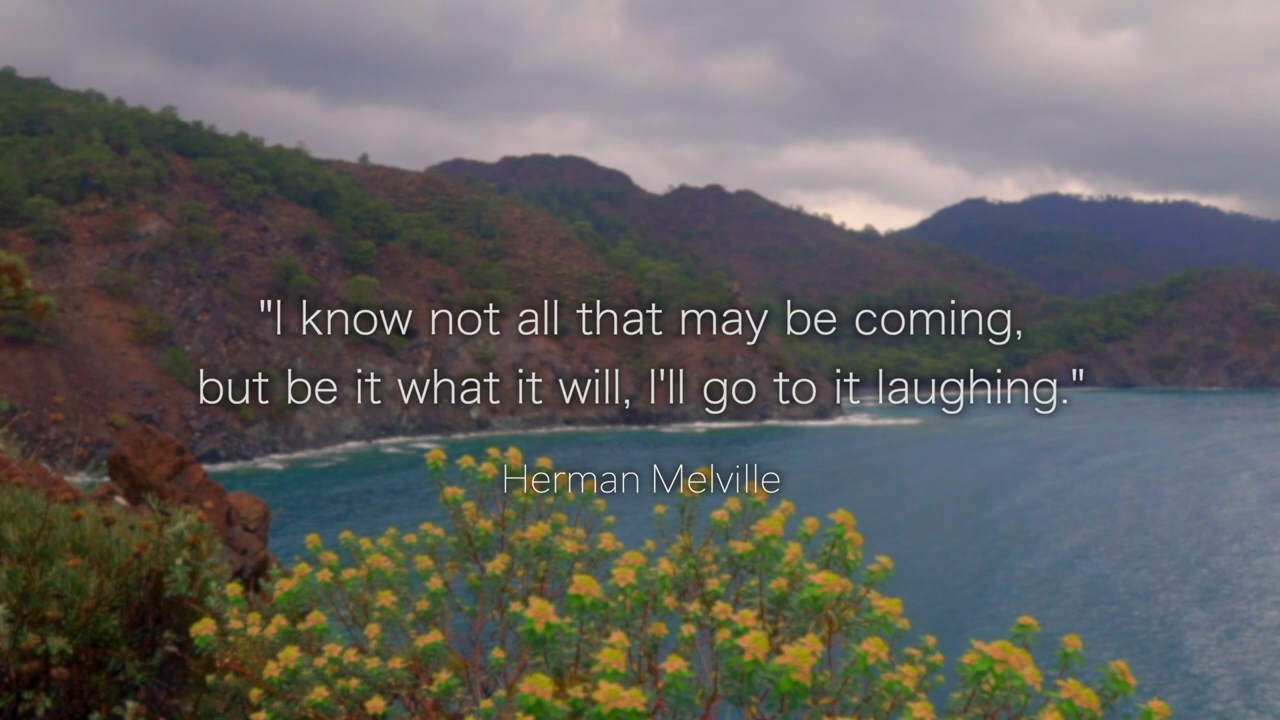 "I know not all that may be coming,
but be it what it will, I'll go to it laughing."
Herman Melville